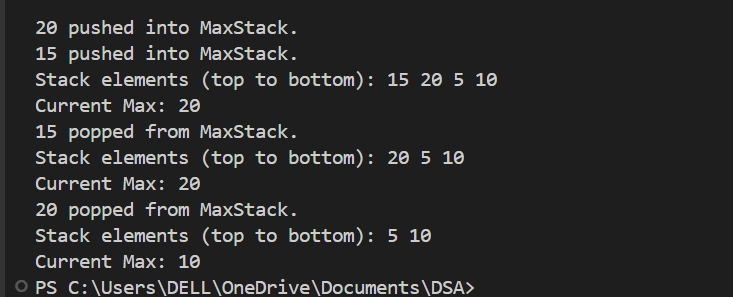 20 pushed into MaxStack.
15 pushed into MaxStack.
Stack elements (top to bottom): 15 20 5 10
Current Max: 20
15 popped from MaxStack.
Stack elements (top to bottom): 20 5 10
Current Max: 20
20 popped from MaxStack.
Stack elements (top to bottom): 5 10
Current Max: 10
PS C:\Users\DELL\OneDrive\Documents\DSA>